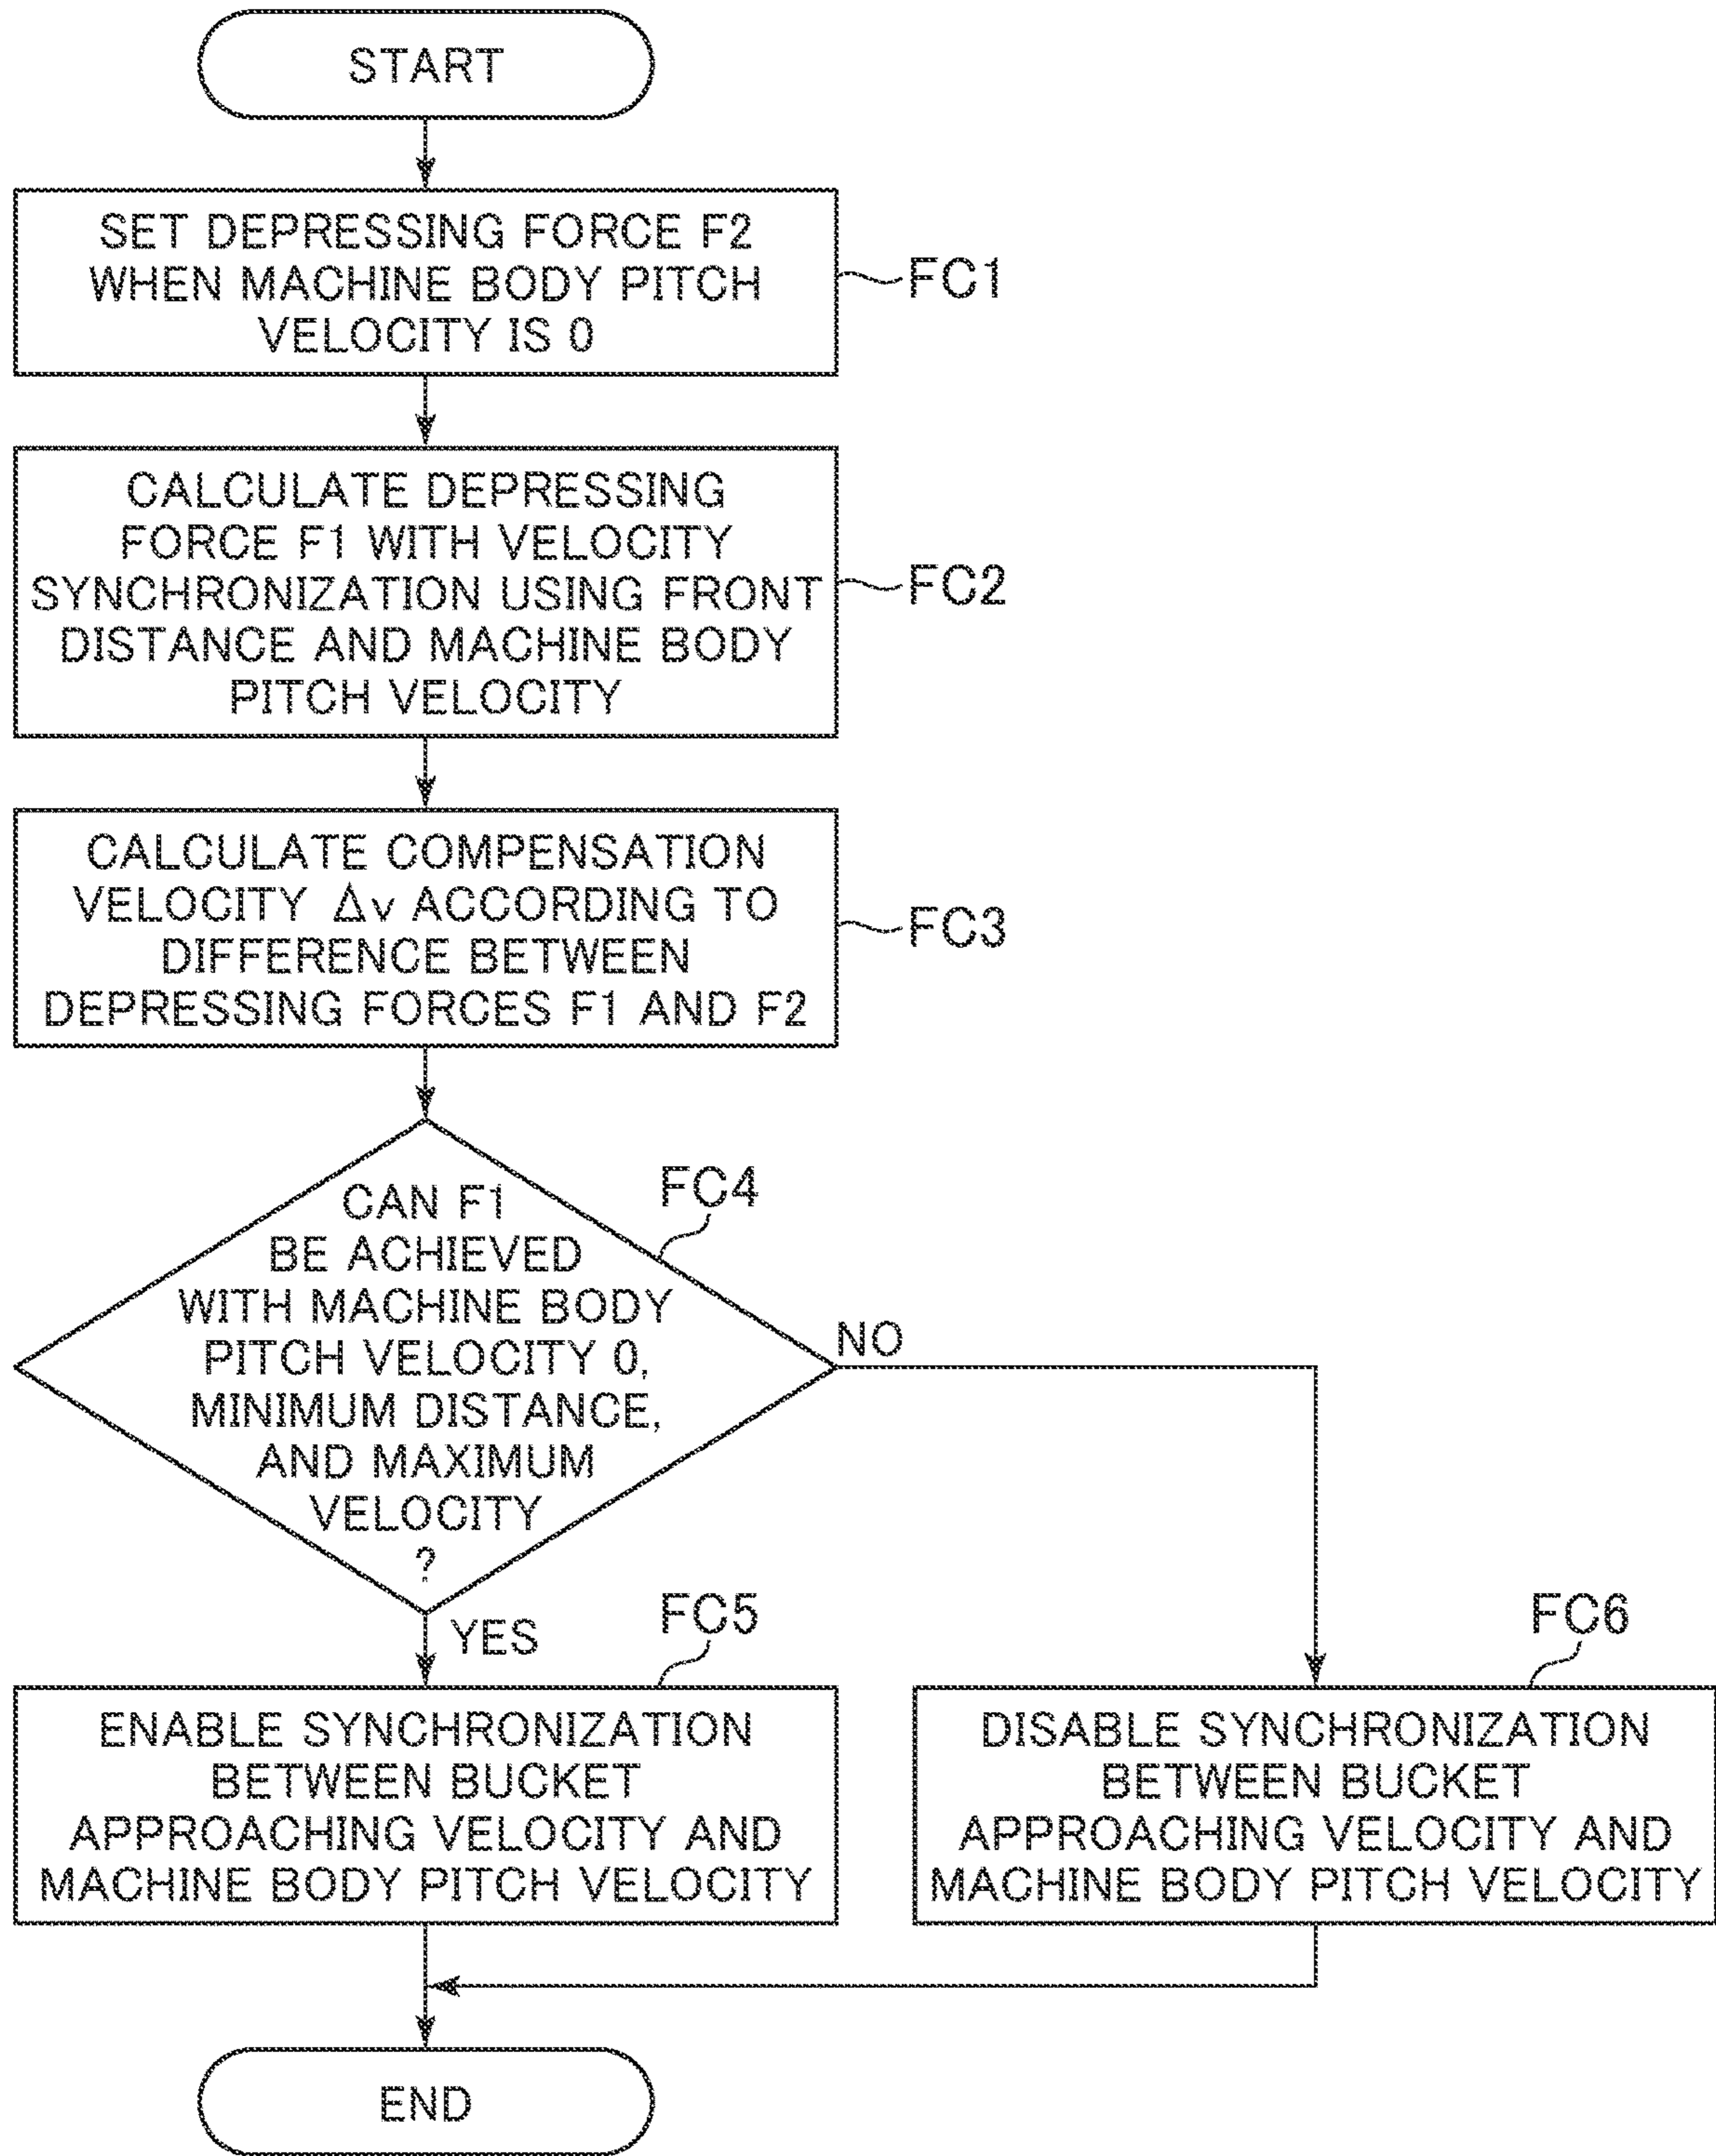 START
SET DEPRESSING FORCE F2
WHEN MACHINE BODY PITCH
VELOCITY IS 0
FC1
CALCULATE DEPRESSING
FORCE F1 WITH VELOCITY
SYNCHRONIZATION USING FRONT
DISTANCE AND MACHINE BODY
PITCH VELOCITY
FC2
CALCULATE COMPENSATION
VELOCITY Δv ACCORDING TO
DIFFERENCE BETWEEN
DEPRESSING FORCES F1 AND F2
FC3
CAN F1
BE ACHIEVED
WITH MACHINE BODY
PITCH VELOCITY 0,
MINIMUM DISTANCE,
AND MAXIMUM
VELOCITY
?
FC4
NO
YES
FC5
ENABLE SYNCHRONIZATION
BETWEEN BUCKET
APPROACHING VELOCITY AND
MACHINE BODY PITCH VELOCITY
FC6
DISABLE SYNCHRONIZATION
BETWEEN BUCKET
APPROACHING VELOCITY AND
MACHINE BODY PITCH VELOCITY
END